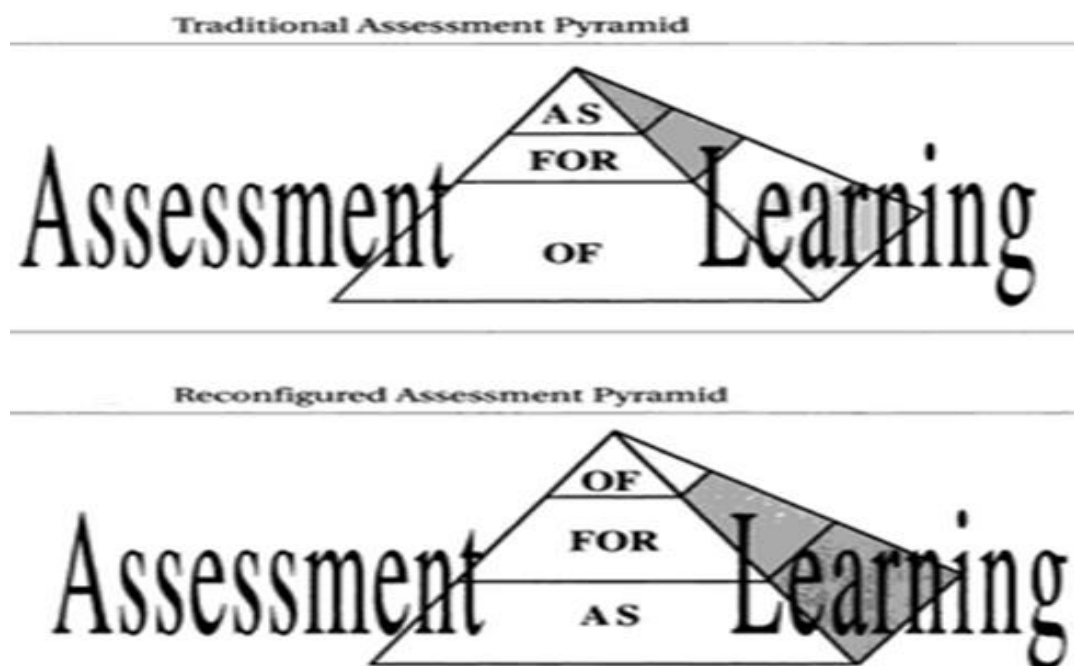 Traditional Assessment Pyramid
AS
FOR
Assessment Learning
OF
Reconfigured Assessment Pyramid
OF
FOR
Assessment Learning
AS